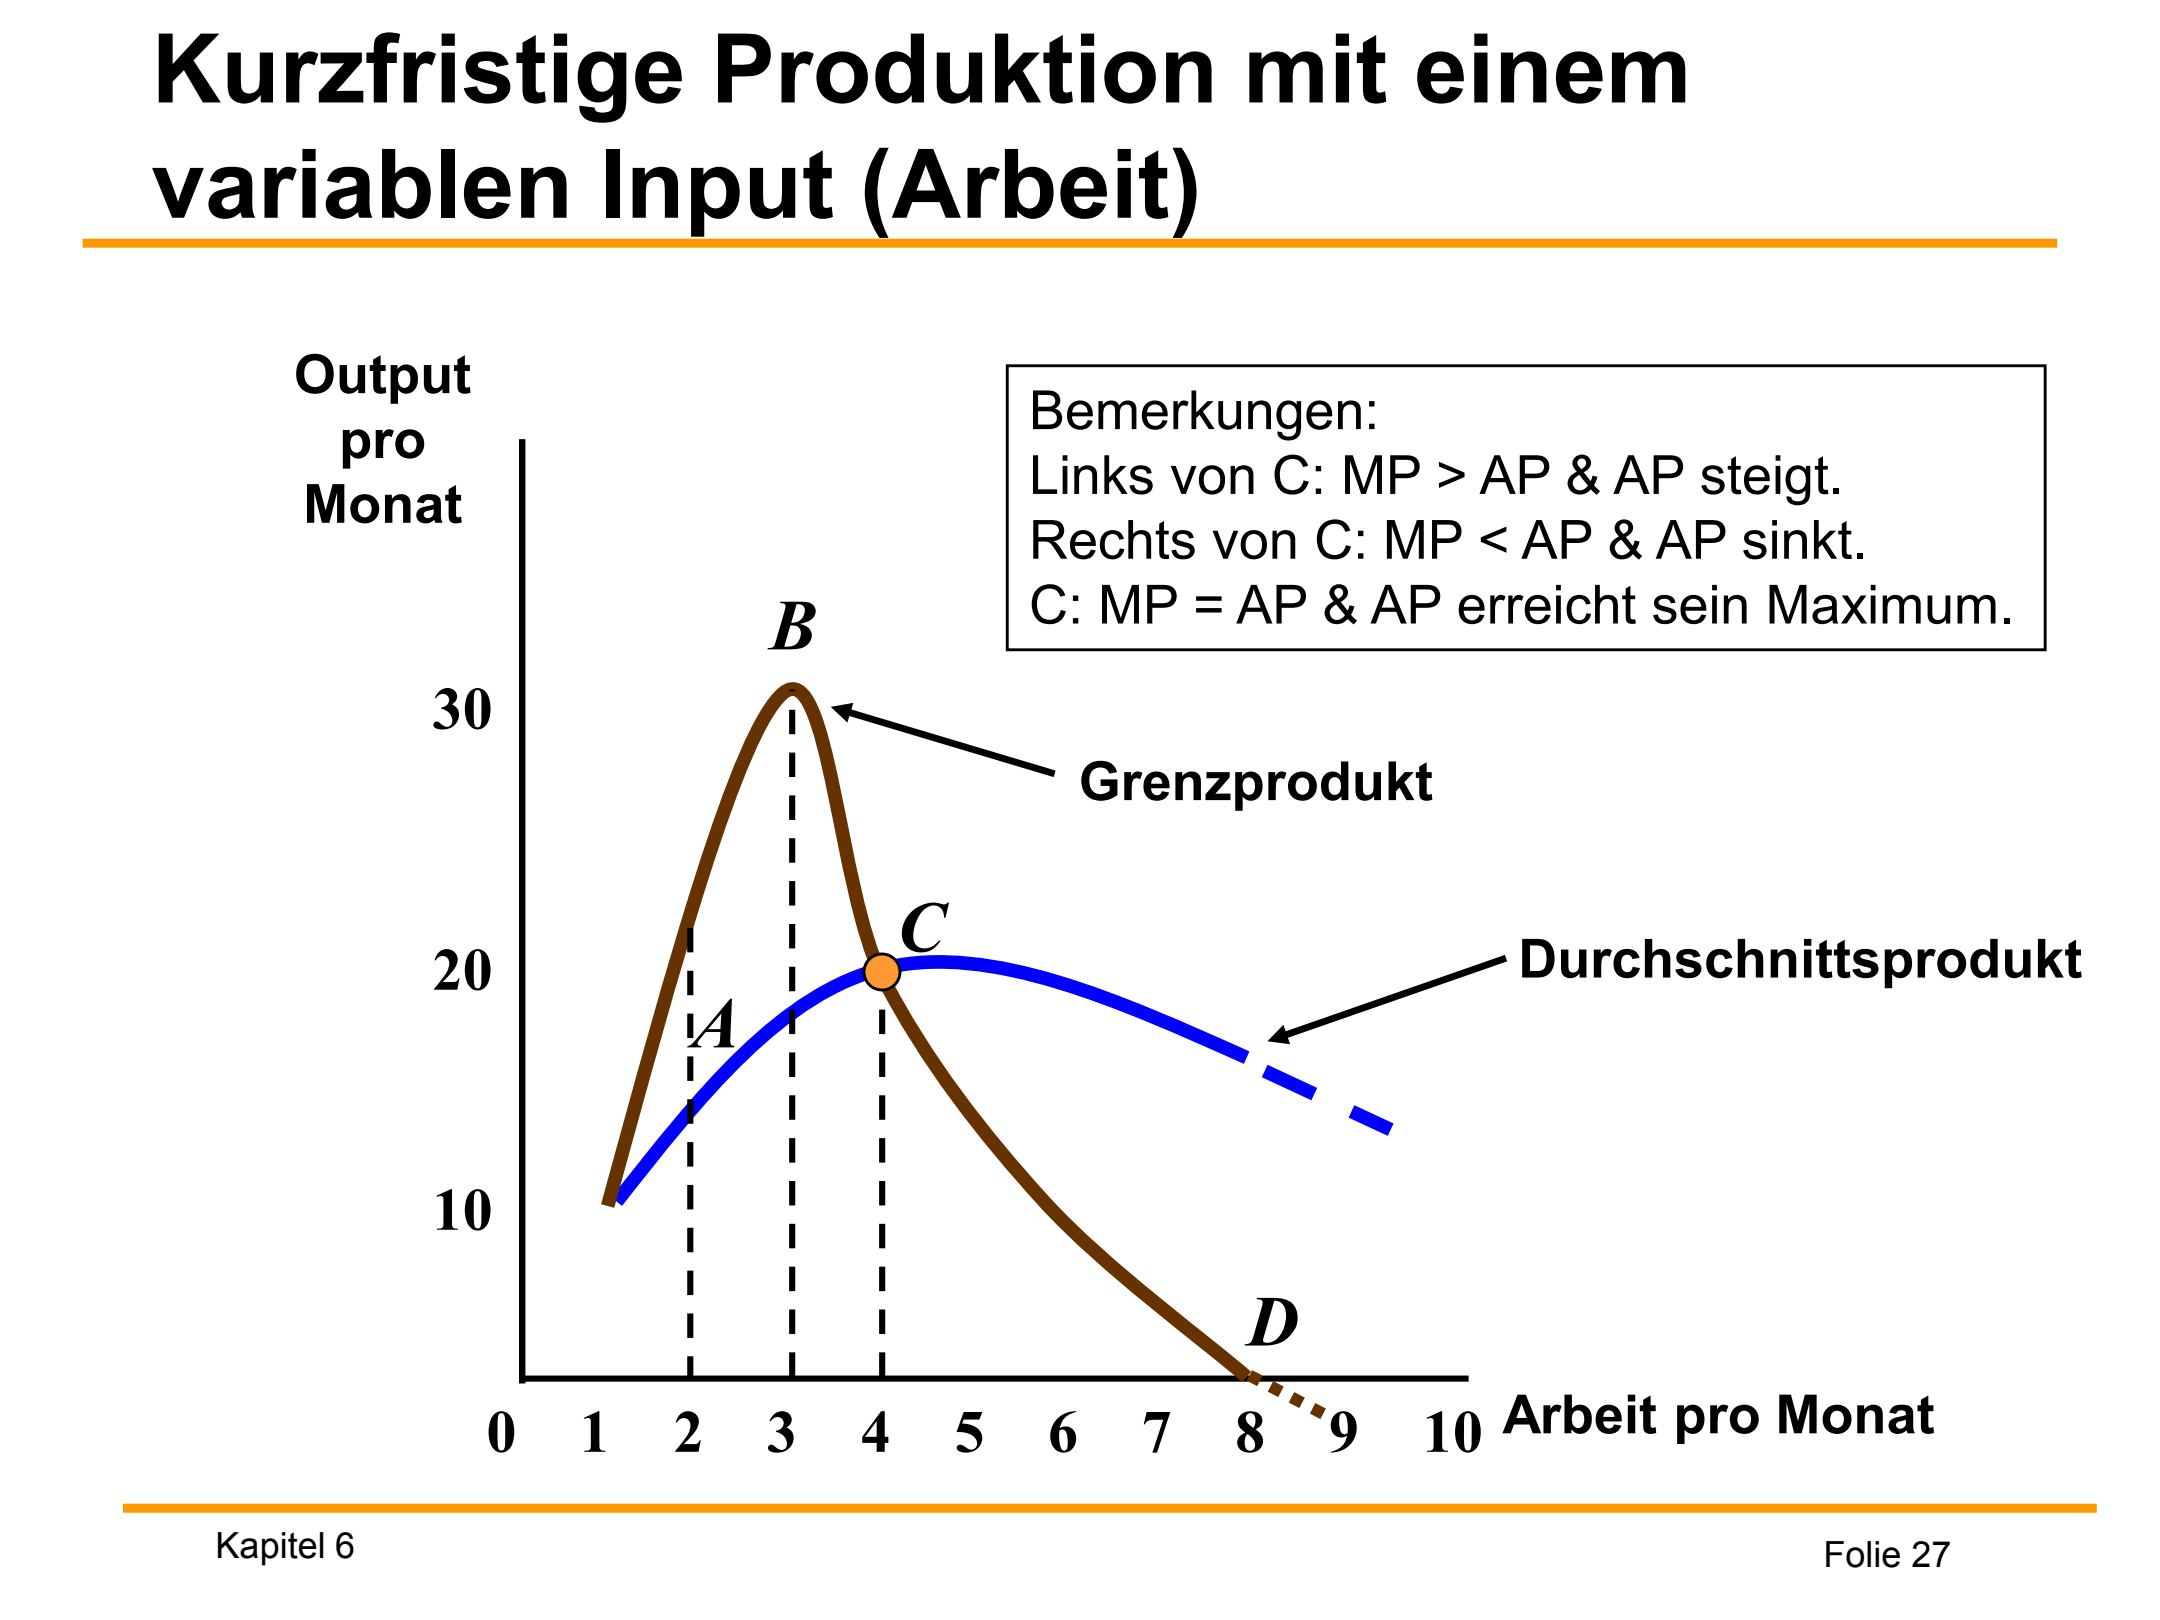 Kurzfristige Produktion mit einem
variablen Input (Arbeit)
Output
pro
Monat
Bemerkungen:
Links von C: MP > AP & AP steigt.
Rechts von C: MP < AP & AP sinkt.
C: MP = AP & AP erreicht sein Maximum.
B
30
Grenzprodukt
C
20
Durchschnittsprodukt
A
10
D
0 1 2 3 4 5 6 7 8 9 10 Arbeit pro Monat
Kapitel 6
Folie 27